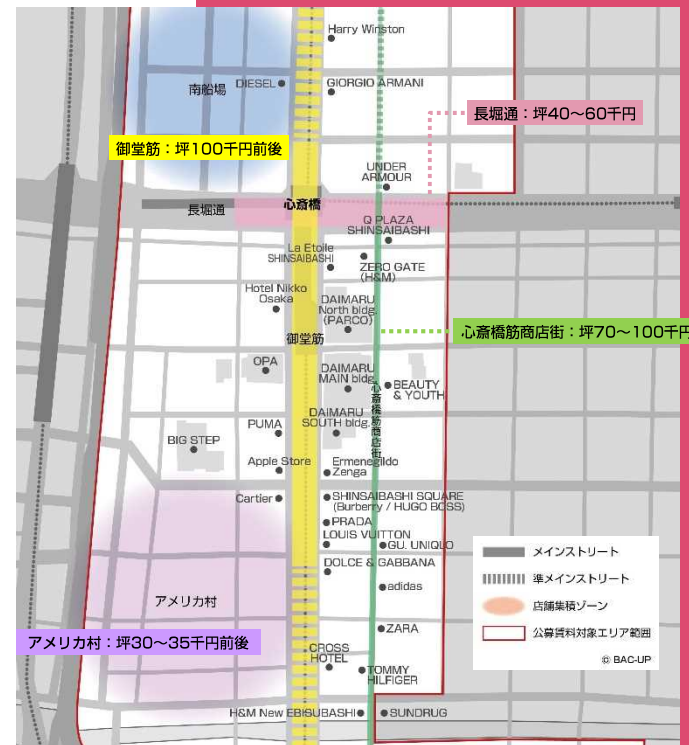 Harry Winston
南船場
DIESEL
GIORGIO ARMANI
長堀通：坪40～60千円
御堂筋：坪100千円前後
UNDER
ARMOUR
心斎橋
長堀通
Q PLAZA
SHINSAIBASHI
La Etoile
SHINSAIBASHI
ZERO GATE
(H&M)
Hotel Nikko
Osaka
DAIMARU
North bldg.
(PARCO)
御堂筋
心斎橋筋商店街：坪70～100千円
OPA
DAIMARU
MAIN bldg.
BEAUTY
& YOUTH
心斎橋筋商店街
DAIMARU
SOUTH bldg.
PUMA
BIG STEP
Apple Store
Ermenegildo
Zenga
Cartier
SHINSAIBASHI SQUARE
(Burberry / HUGO BOSS)
PRADA
LOUIS VUITTON
GU. UNIQLO
DOLCE & GABBANA
adidas
アメリカ村
ZARA
アメリカ村：坪30～35千円前後
CROSS
HOTEL
TOMMY
HILFIGER
H&M New EBISUBASHI
SUNDRUG
メインストリート
準メインストリート
店舗集積ゾーン
公募賃料対象エリア範囲
© BAC-UP